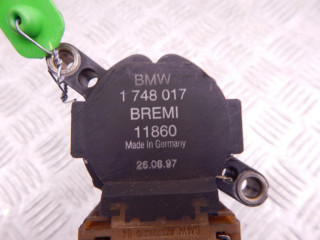 BMW
1 748 017
BREMI
11860
Made in Germany
26.08.97